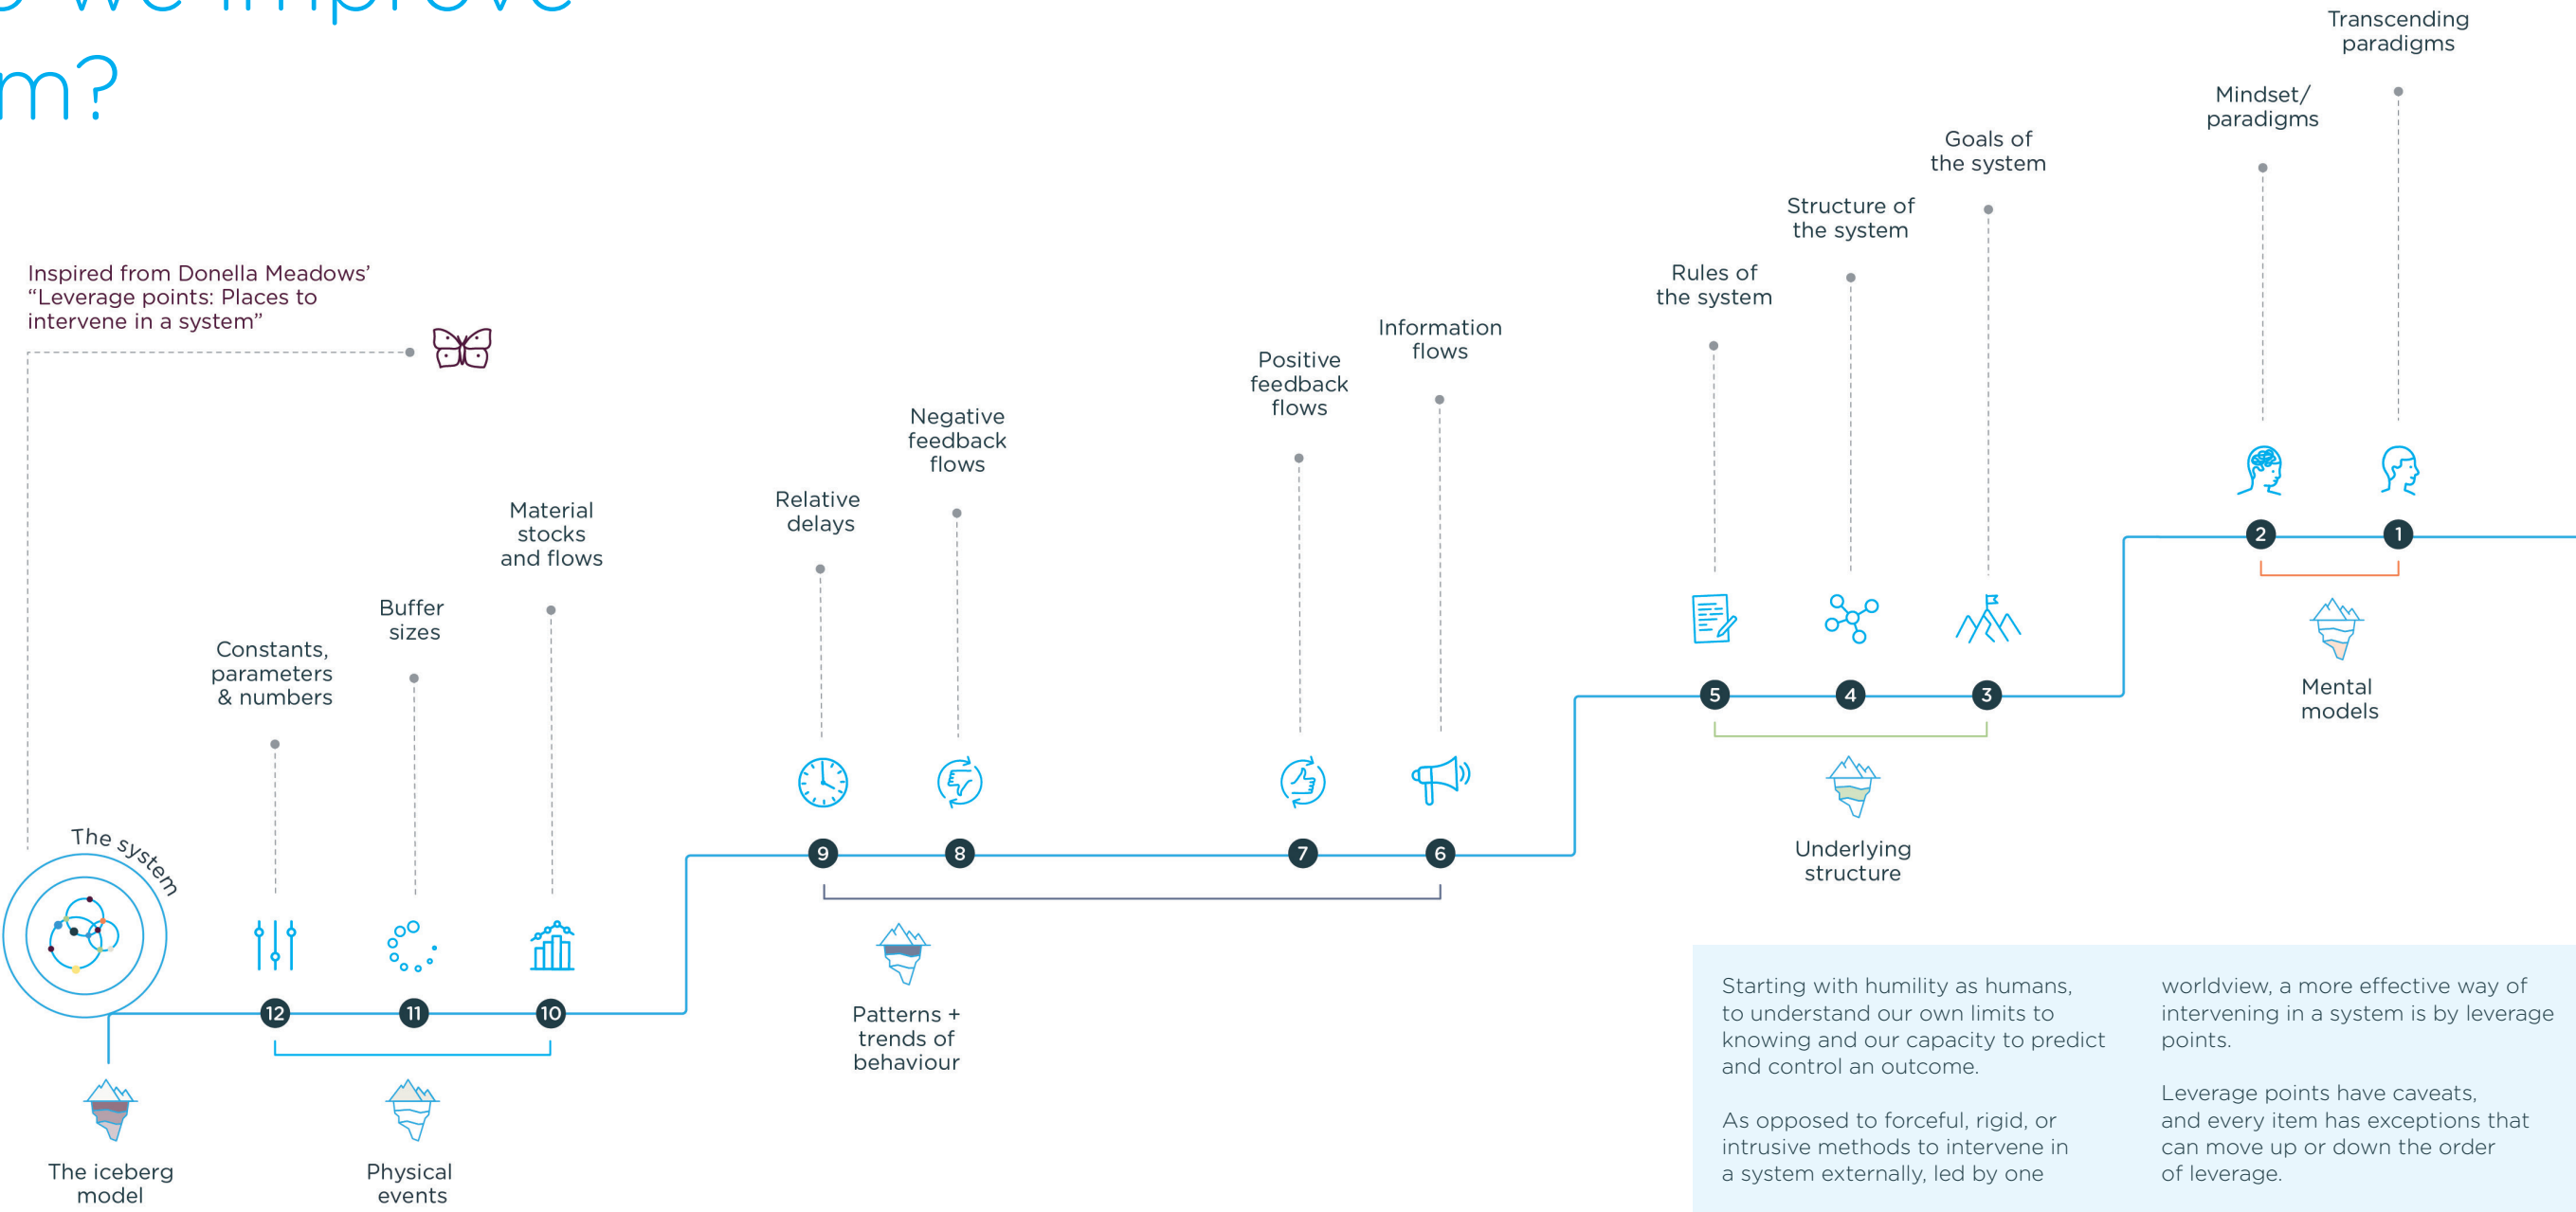 we improve
m?
Inspired from Donella Meadows’
“Leverage points: Places to
intervene in a system”
The system
The iceberg
model
Constants,
parameters
& numbers
12
Buffer
sizes
11
Material
stocks
and flows
10
Physical
events
Relative
delays
9
Negative
feedback
flows
8
Positive
feedback
flows
7
Information
flows
6
Patterns +
trends of
behaviour
Rules of
the system
5
Structure of
the system
4
Goals of
the system
3
Underlying
structure
Mindset/
paradigms
2
Transcending
paradigms
1
Mental
models
Starting with humility as humans,
to understand our own limits to
knowing and our capacity to predict
and control an outcome.
As opposed to forceful, rigid, or
intrusive methods to intervene in
a system externally, led by one
worldview, a more effective way of
intervening in a system is by leverage
points.
Leverage points have caveats,
and every item has exceptions that
can move up or down the order
of leverage.